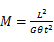 M = L² / Gθt²